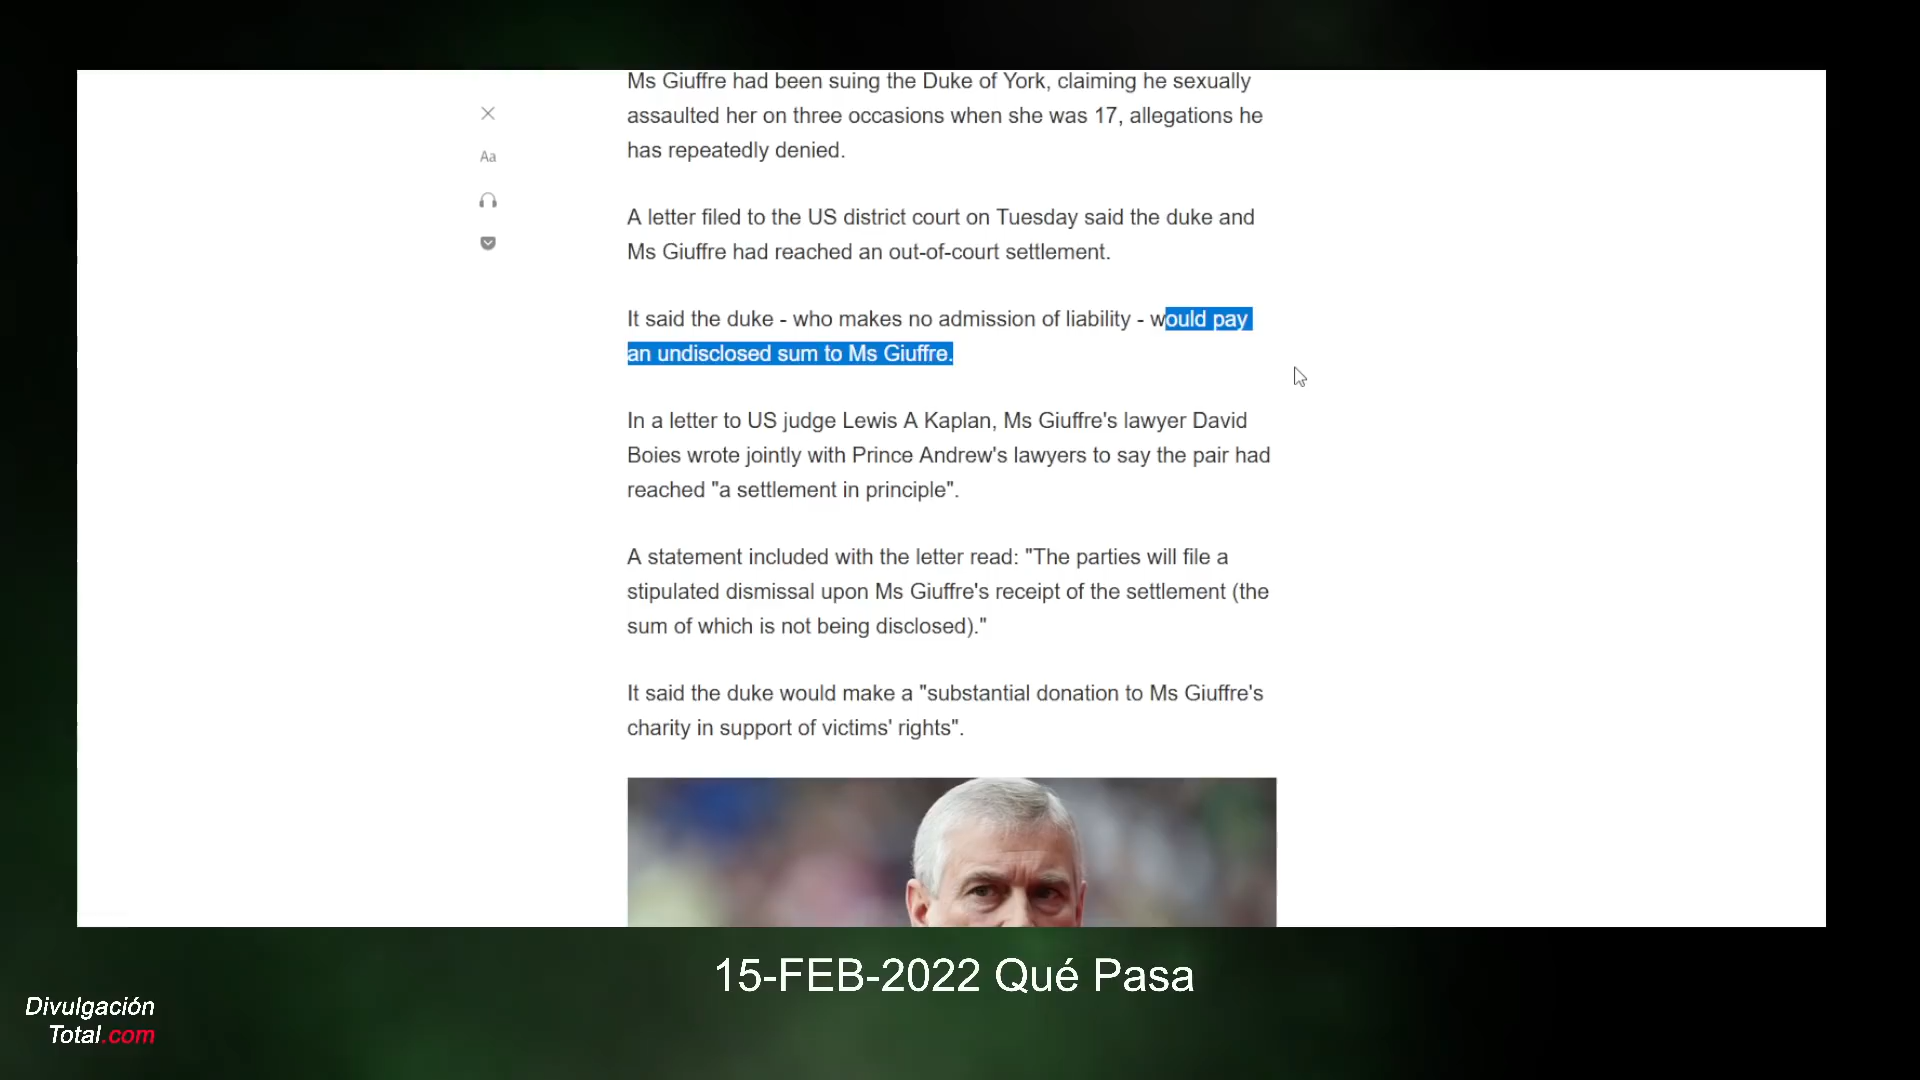 Ms Giuffre had been suing the Duke of York, claiming he sexually
assaulted her on three occasions when she was 17, allegations he
has repeatedly denied.
Aa
A letter filed to the US district court on Tuesday said the duke and
Ms Giuffre had reached an out-of-court settlement.
It said the duke - who makes no admission of liability - would pay
an undisclosed sum to Ms Giuffre.
In a letter to US judge Lewis A Kaplan, Ms Giuffre's lawyer David
Boies wrote jointly with Prince Andrew's lawyers to say the pair had
reached "a settlement in principle".
A statement included with the letter read: "The parties will file a
stipulated dismissal upon Ms Giuffre's receipt of the settlement (the
sum of which is not being disclosed)."
It said the duke would make a "substantial donation to Ms Giuffre's
charity in support of victims' rights".
15-FEB-2022 Qué Pasa
Divulgación
Total.com